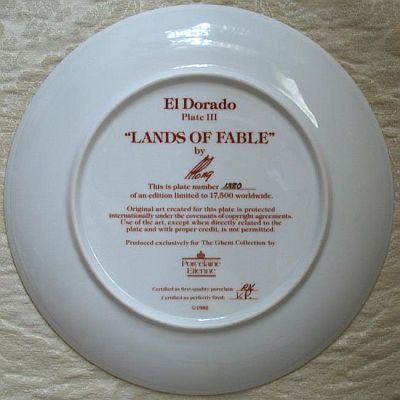 El Dorado
Plate III
"LANDS OF FABLE"
by
This is plate number 1220
of an edition limited to 17,500 worldwide.
Original art created for this plate is protected
internationally under the covenants of copyright agreements.
Use of the art, except when directly related to the
plate and with proper credit, is not permitted.
Produced exclusively for The Ghent Collection by
Porcelaine
Etienne
Certified as first-quality porcelain:
Certified as perfectly fired:
©1982